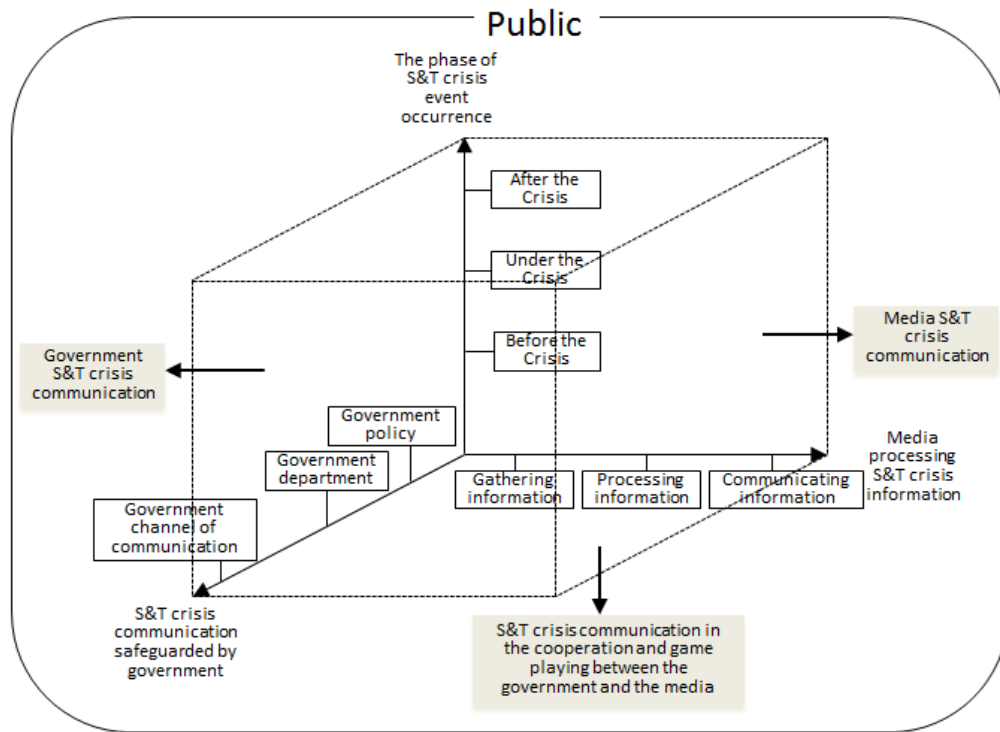 Public
The phase of
S&T crisis
event
occurrence
After the
Crisis
Under the
Crisis
Before the
Crisis
Media S&T
crisis
communication
Government
S&T crisis
communication
Government
policy
Government
department
Government
channel of
communication
Gathering
information
Processing
information
Communicating
information
Media
processing
S&T crisis
information
S&T crisis
communication
safeguarded by
government
S&T crisis communication in
the cooperation and game
playing between the
government and the media